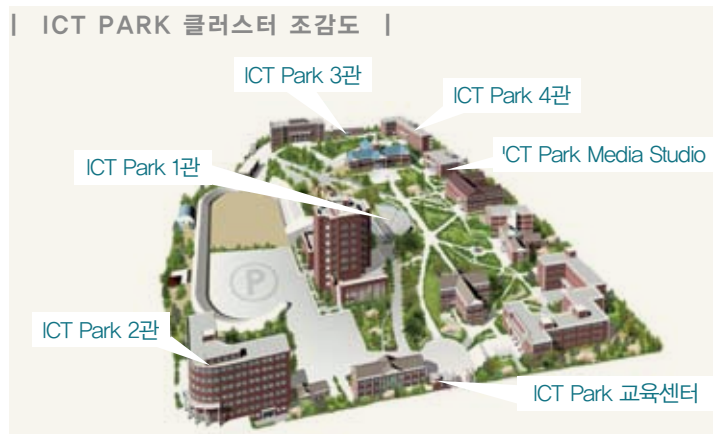 | ICT PARK 클러스터 조감도 |
ICT Park 3관
ICT Park 4관
ICT Park Media Studio
ICT Park 1관
P
ICT Park 2관
ICT Park 교육센터